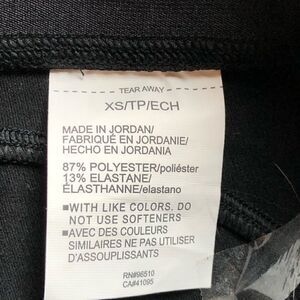 TEAR AWAY
XS/TP/ECH
MADE IN JORDAN/
FABRIQUÉ EN JORDANIE/
HECHO EN JORDANIA
87% POLYESTER/poliéster
13% ELASTANE/
ÉLASTHANNE/elastano
■WITH LIKE COLORS. DO
NOT USE SOFTENERS
■AVEC DES COULEURS
SIMILAIRES NE PAS UTILISER
D'ASSOUPLISSANTS
RN#96510
CA#41095